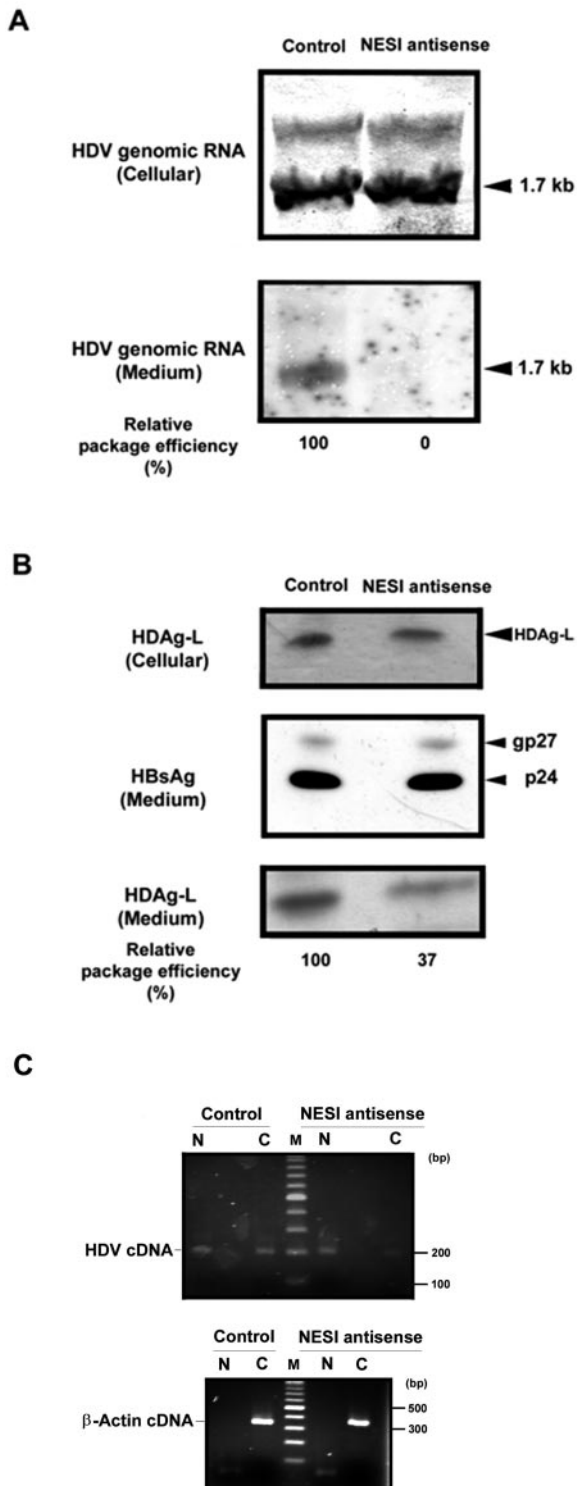 A
Control NESI antisense
HDV genomic RNA
(Cellular)
1.7 kb
HDV genomic RNA
(Medium)
1.7 kb
Relative
package efficiency
(%)
100 0
B
Control NESI antisense
HDAg-L
(Cellular)
HDAg-L
HBsAg
(Medium)
gp27
p24
HDAg-L
(Medium)
Relative
package efficiency
(%)
100 37
C
Control NESI antisense
N C M N C
(bp)
HDV cDNA
200
100
Control NESI antisense
N C M N C
(bp)
β-Actin cDNA
500
300